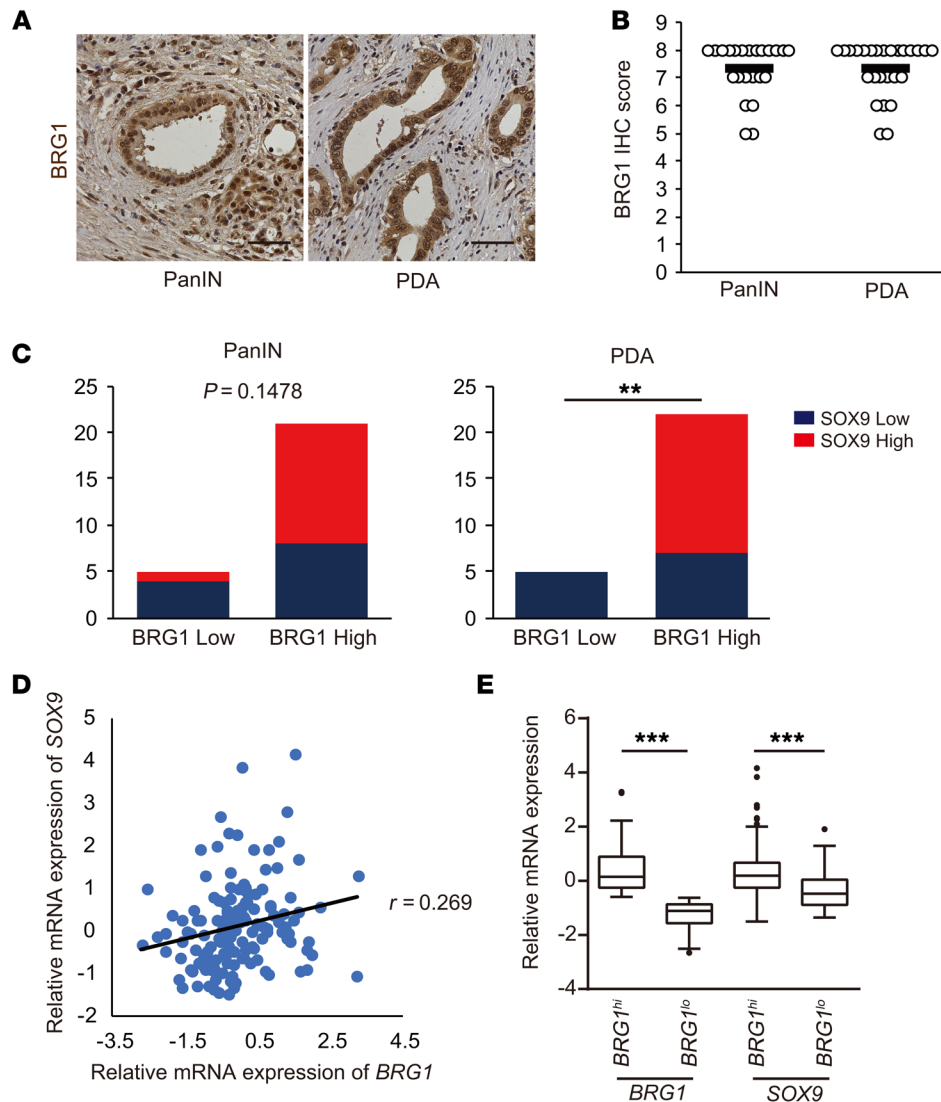 A
BRG1
PanIN
PDA
B
BRG1 IHC score
9
8
7
6
5
4
3
2
1
0
PanIN
PDA
C
PanIN
P = 0.1478
25
20
15
10
5
0
BRG1 Low
BRG1 High
PDA
**
25
20
15
10
5
0
BRG1 Low
BRG1 High
SOX9 Low
SOX9 High
D
Relative mRNA expression of SOX9
5
4
3
2
1
0
-1
-2
-3.5
-1.5
0.5
2.5
4.5
r = 0.269
Relative mRNA expression of BRG1
E
Relative mRNA expression
6
4
2
0
-2
-4
***
***
BRG1hi
BRG1lo
BRG1hi
BRG1lo
BRG1
SOX9